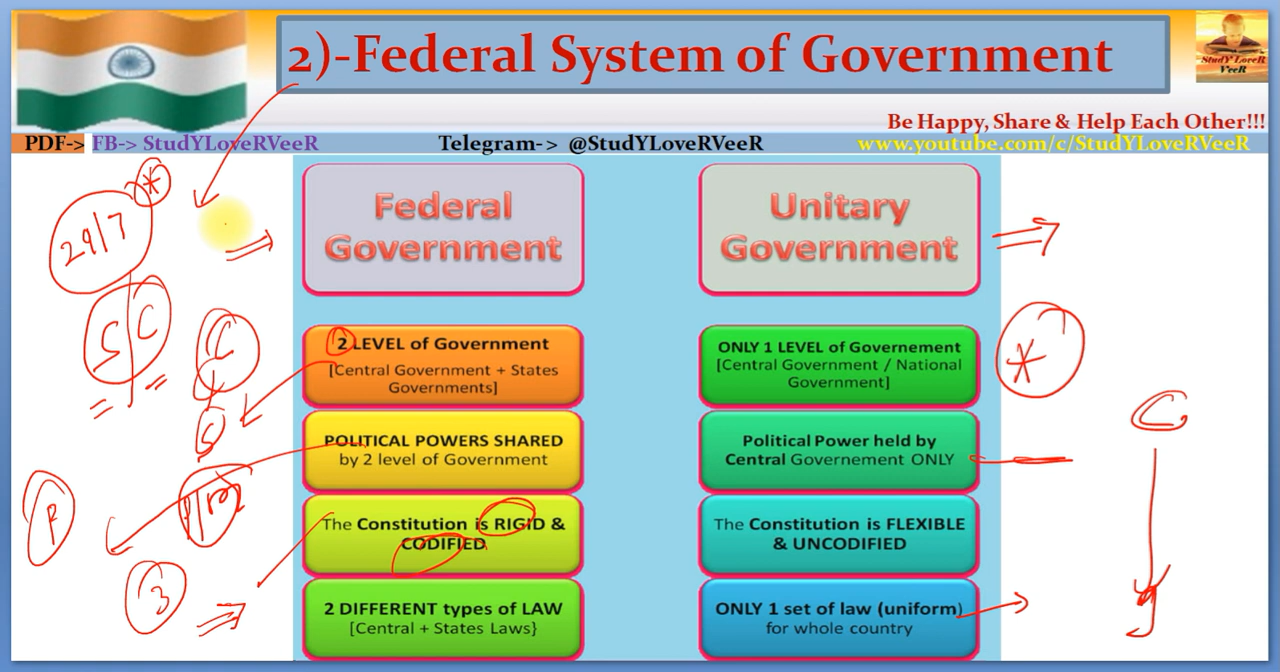 2)-Federal System of Government
StudY LoveR
VeeR
Be Happy, Share & Help Each Other!!!
PDF-> FB-> StudYLoveRVeeR
Telegram-> @StudYLoveRVeeR
www.youtube.com/c/StudYLoveRVeeR
Federal
Government
Unitary
Government
29/7
*
S C
C
S
P
3
2 LEVEL of Government
[Central Government + States
Governments]
ONLY 1 LEVEL of Governement
[Central Government / National
Government]
*
POLITICAL POWERS SHARED
by 2 level of Government
Political Power held by
Central Governement ONLY
The Constitution is RIGID &
CODIFIED
The Constitution is FLEXIBLE
& UNCODIFIED
2 DIFFERENT types of LAW
[Central + States Laws}
ONLY 1 set of law (uniform)
for whole country
C